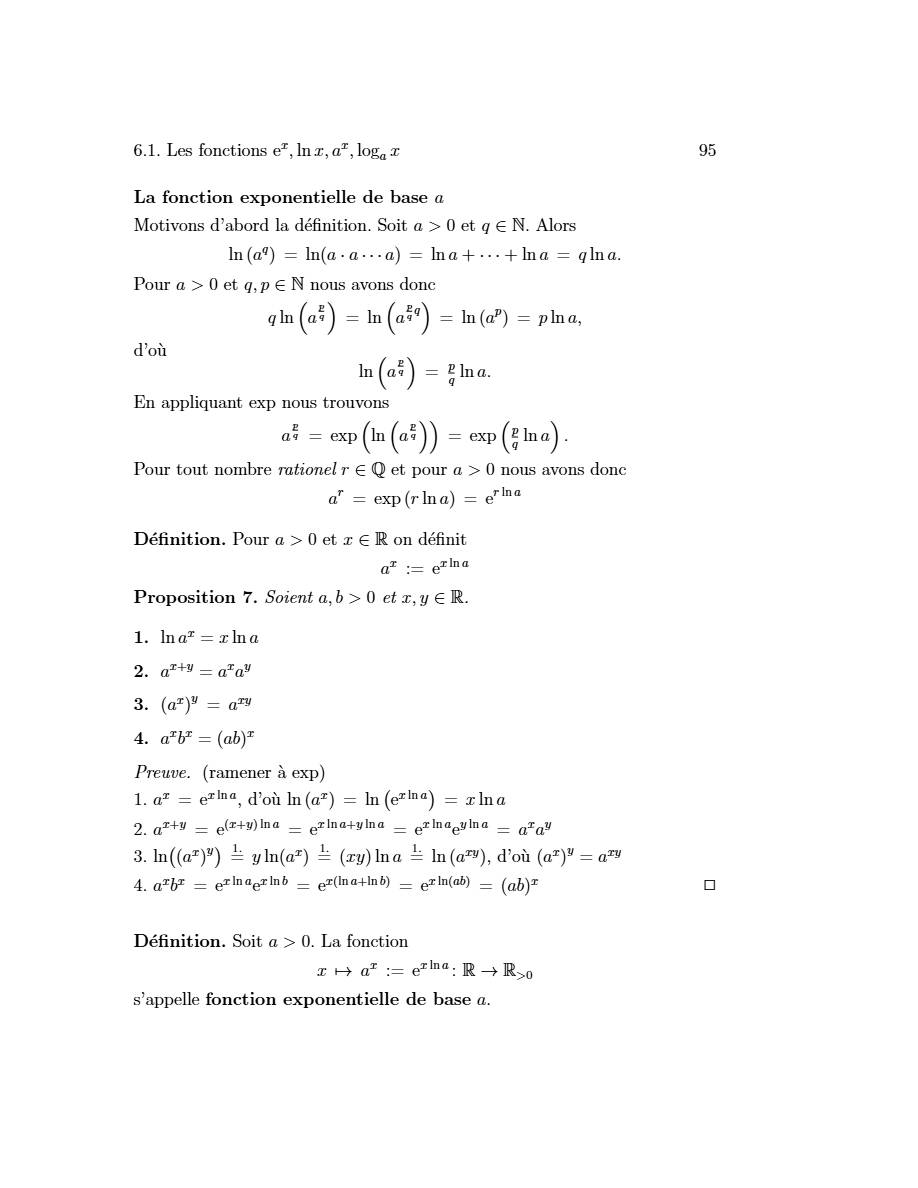 6.1. Les fonctions eˣ, ln x, aˣ, logₐ x 95
La fonction exponentielle de base a
Motivons d'abord la définition. Soit a > 0 et q ∈ ℕ. Alors
ln (a^q) = ln(a · a · · · a) = ln a + · · · + ln a = q ln a.
Pour a > 0 et q, p ∈ ℕ nous avons donc
q ln (a^{p/q}) = ln (a^{p/q q}) = ln (a^p) = p ln a,
d'où
ln (a^{p/q}) = p/q ln a.
En appliquant exp nous trouvons
a^{p/q} = exp (ln (a^{p/q})) = exp (p/q ln a).
Pour tout nombre rationel r ∈ ℚ et pour a > 0 nous avons donc
a^r = exp (r ln a) = e^{r ln a}
Définition. Pour a > 0 et x ∈ ℝ on définit
a^x := e^{x ln a}
Proposition 7. Soient a, b > 0 et x, y ∈ ℝ.
1. ln a^x = x ln a
2. a^{x+y} = a^x a^y
3. (a^x)^y = a^{xy}
4. a^x b^x = (ab)^x
Preuve. (ramener à exp)
1. a^x = e^{x ln a}, d'où ln (a^x) = ln (e^{x ln a}) = x ln a
2. a^{x+y} = e^{(x+y) ln a} = e^{x ln a+y ln a} = e^{x ln a} e^{y ln a} = a^x a^y
3. ln((a^x)^y) =^{1.} y ln(a^x) =^{1.} (xy) ln a =^{1.} ln (a^{xy}), d'où (a^x)^y = a^{xy}
4. a^x b^x = e^{x ln a} e^{x ln b} = e^{x(ln a+ln b)} = e^{x ln(ab)} = (ab)^x □
Définition. Soit a > 0. La fonction
x ↦ a^x := e^{x ln a} : ℝ → ℝ_{>0}
s'appelle fonction exponentielle de base a.